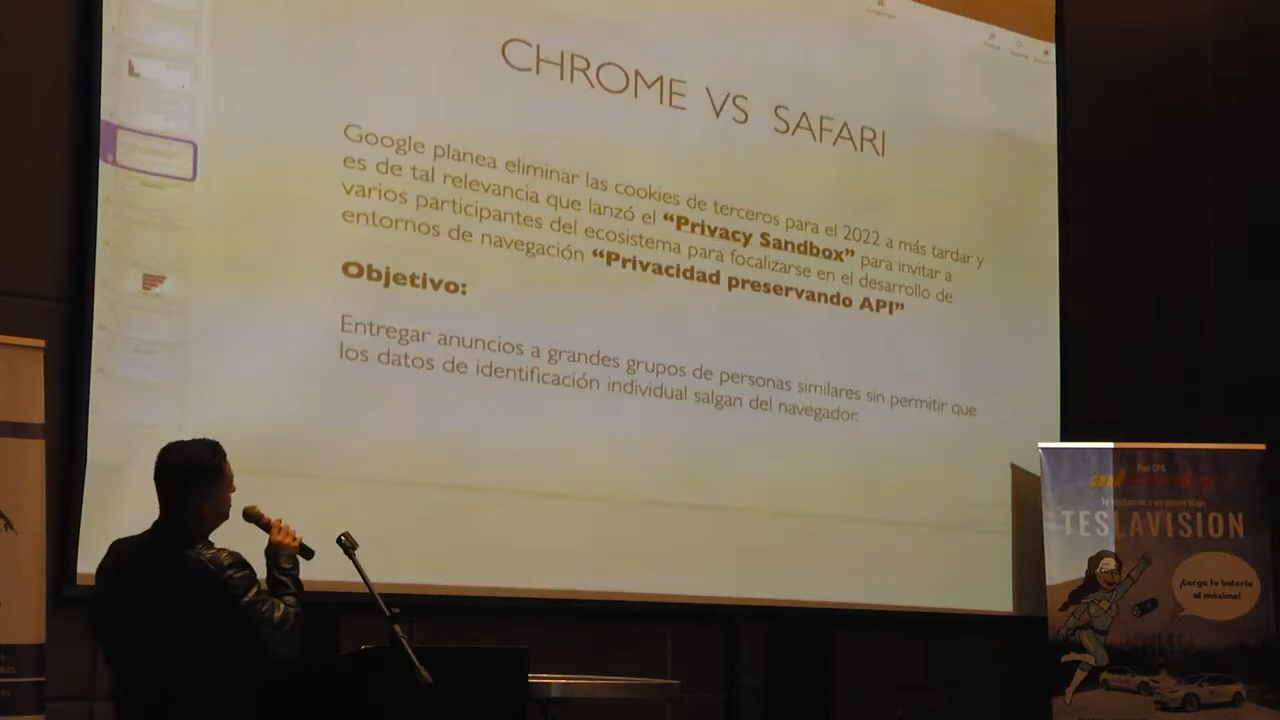 CHROME VS SAFARI
Google planea eliminar las cookies de terceros para el 2022 a más tardar y
es de tal relevancia que lanzó el “Privacy Sandbox” para invitar a
varios participantes del ecosistema para focalizarse en el desarrollo de
entornos de navegación “Privacidad preservando API”
Objetivo:
Entregar anuncios a grandes grupos de personas similares sin permitir que
los datos de identificación individual salgan del navegador.
Red CPA
TESLAVISION
¡Carga tu batería
al máximo!